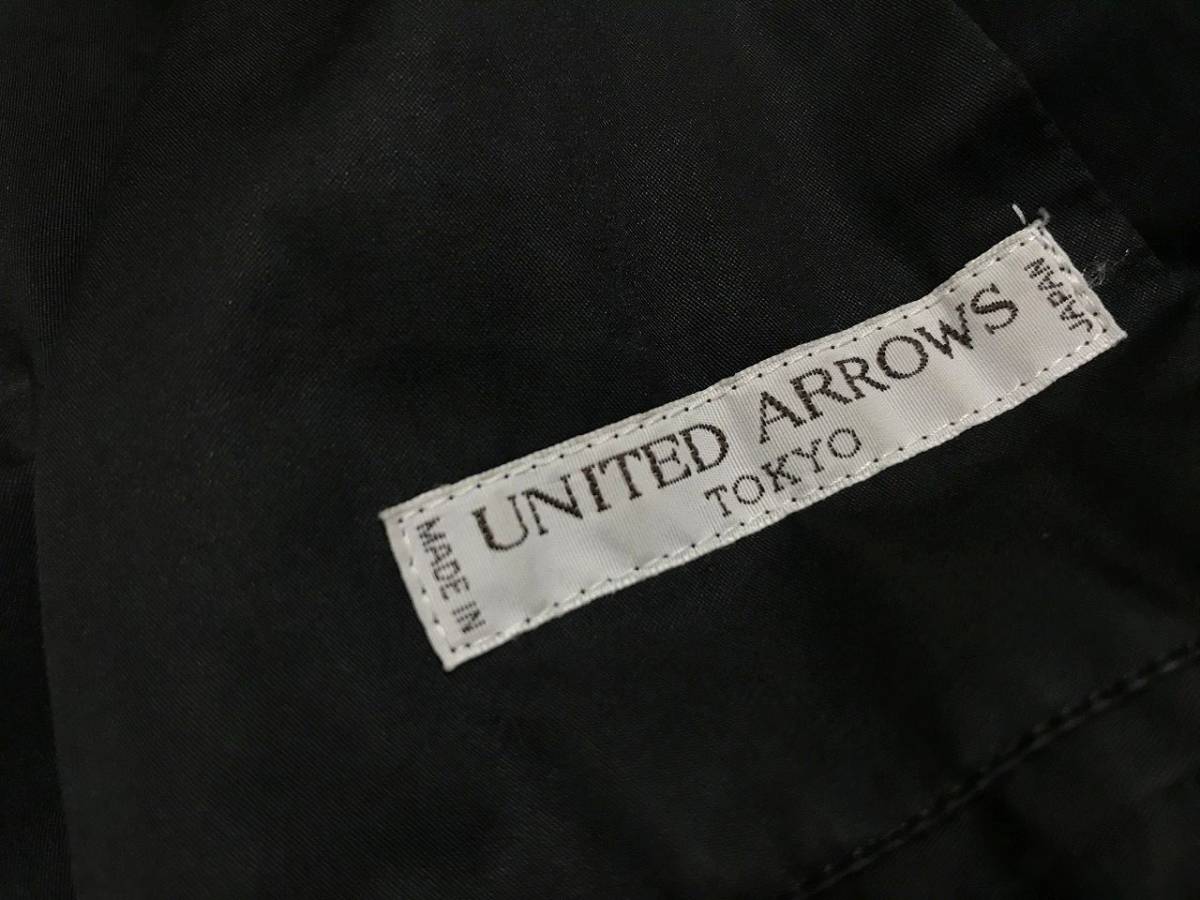 MADE IN
UNITED ARROWS
TOKYO
JAPAN